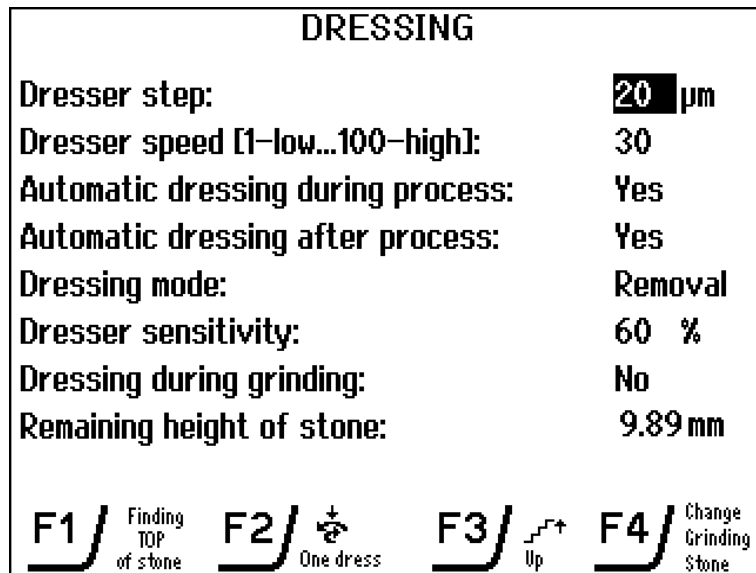 DRESSING
Dresser step: 20 µm
Dresser speed [1-low...100-high]: 30
Automatic dressing during process: Yes
Automatic dressing after process: Yes
Dressing mode: Removal
Dresser sensitivity: 60 %
Dressing during grinding: No
Remaining height of stone: 9.89 mm
F1 Finding TOP of stone
F2 One dress
F3 Up
F4 Change Grinding Stone